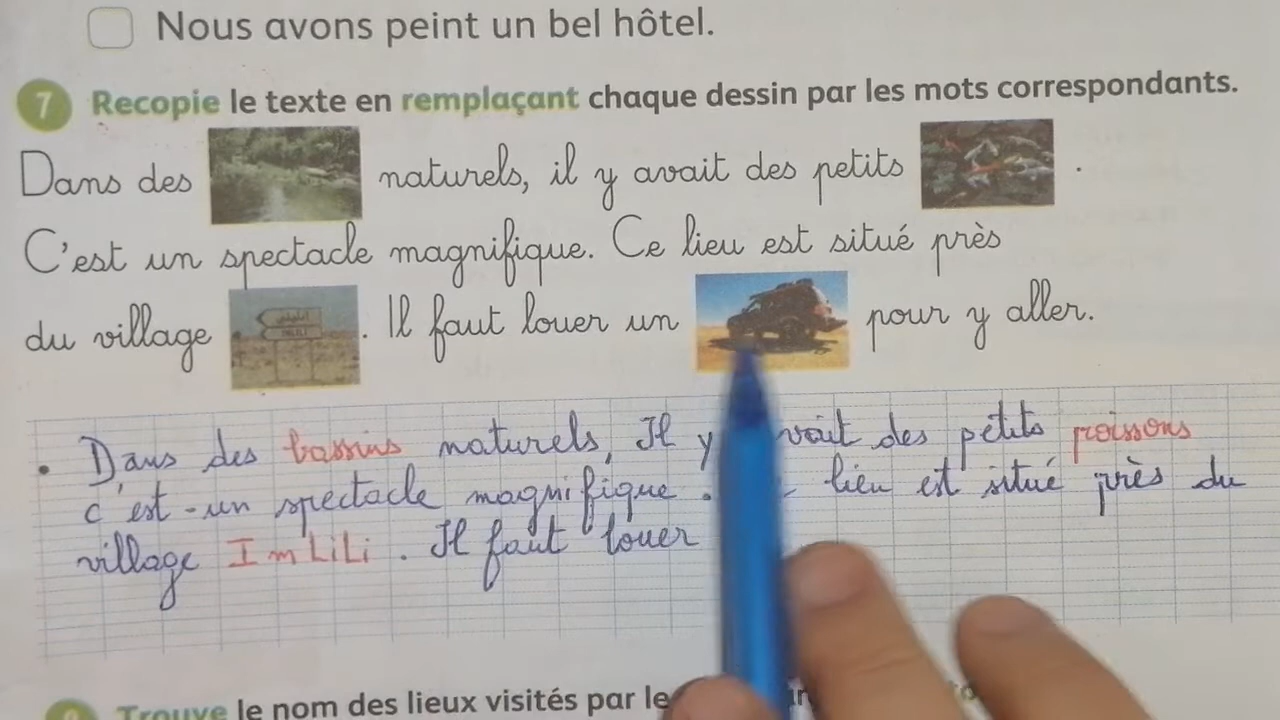 Nous avons peint un bel hôtel.
7 Recopie le texte en remplaçant chaque dessin par les mots correspondants.
Dans des naturels, il y avait des petits .
C'est un spectacle magnifique. Ce lieu est situé près
du village . Il faut louer un pour y aller.
Dans des bassins naturels, Il y vait des petits poissons
c'est-un spectacle magnifique. lieu est situé près du
village ImLiLi. Il faut louer
Trouve le nom des lieux visités par le